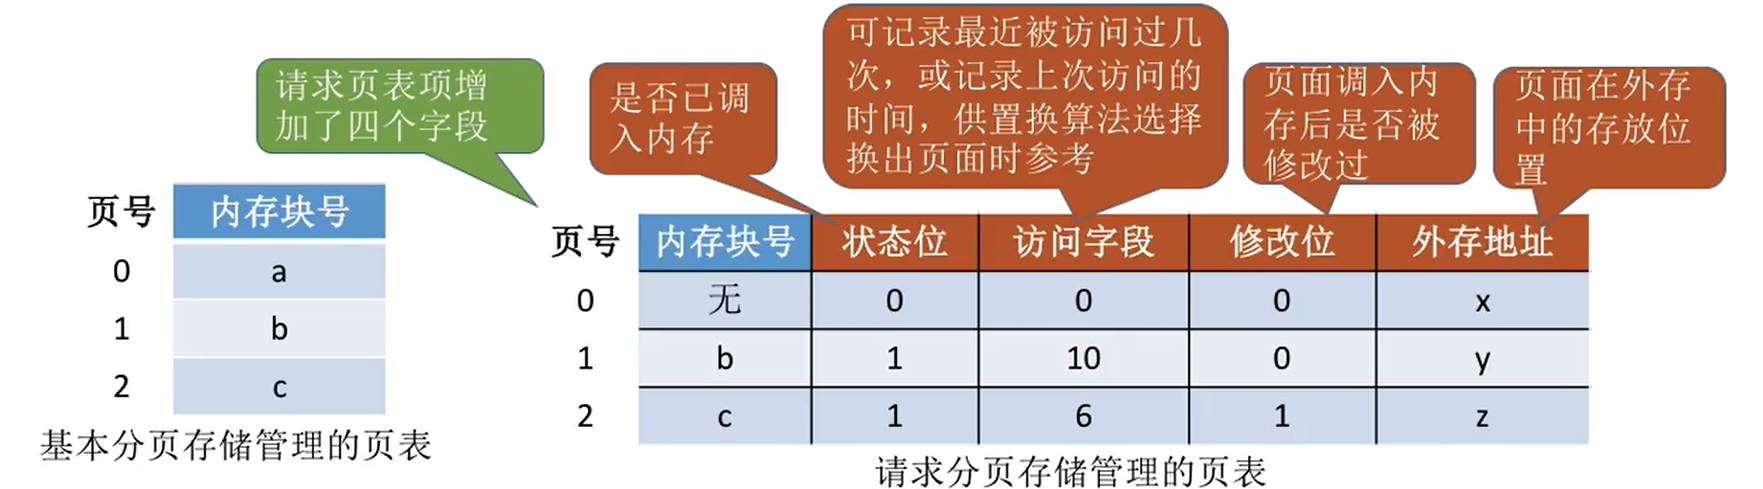 请求页表项增
加了四个字段
是否已调
入内存
可记录最近被访问过几
次，或记录上次访问的
时间，供置换算法选择
换出页面时参考
页面调入内
存后是否被
修改过
页面在外存
中的存放位
置
页号 内存块号
0 a
1 b
2 c
基本分页存储管理的页表
页号 内存块号 状态位 访问字段 修改位 外存地址
0 无 0 0 0 x
1 b 1 10 0 y
2 c 1 6 1 z
请求分页存储管理的页表